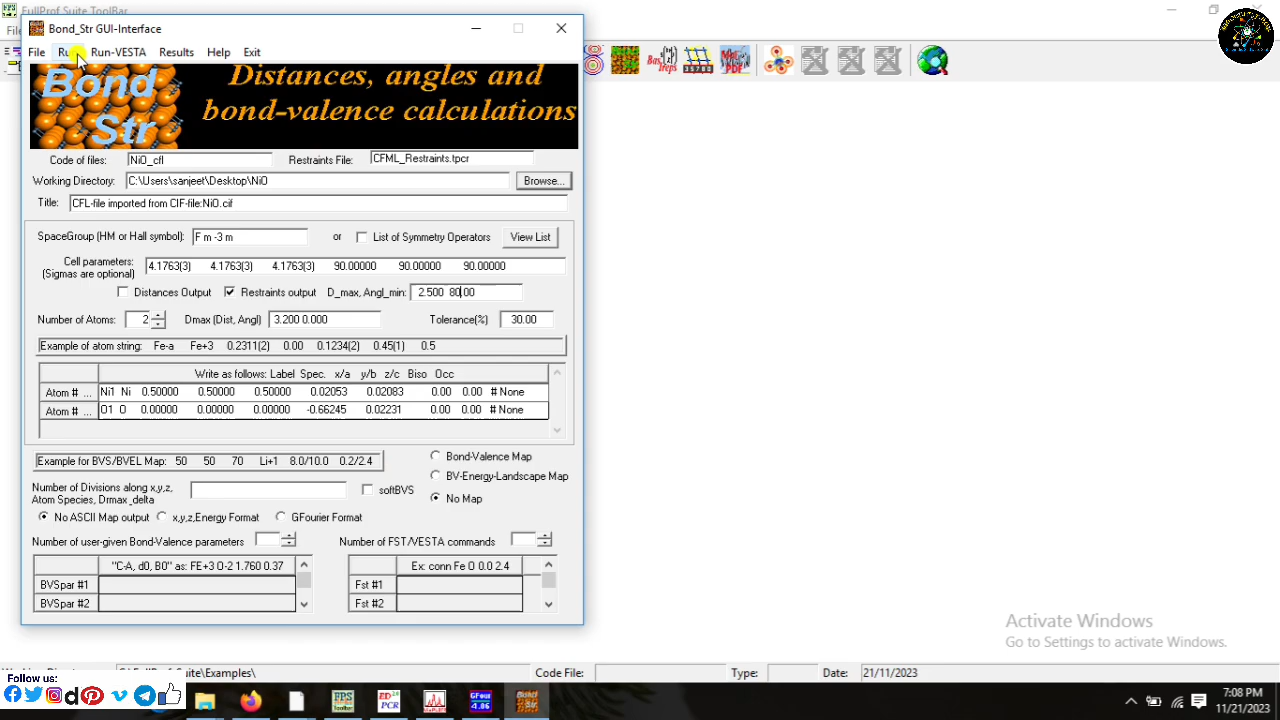 FullProf Suite ToolBar
Bond_Str GUI-Interface
File Run-VESTA Results Help Exit
Bond
Str
Distances, angles and
bond-valence calculations
Code of files: NiO_cfl Restraints File: CFML_Restraints.tpcr
Working Directory: C:\Users\sanjeet\Desktop\NiO Browse...
Title: CFL-file imported from CIF-file:NiO.cif
SpaceGroup (HM or Hall symbol): F m -3 m or List of Symmetry Operators View List
Cell parameters: 4.1763(3) 4.1763(3) 4.1763(3) 90.00000 90.00000 90.00000
(Sigmas are optional)
Distances Output Restraints output D_max, Angl_min: 2.500 80.00
Number of Atoms: 2 Dmax (Dist, Angl) 3.200 0.000 Tolerance(%) 30.00
Example of atom string: Fe-a Fe+3 0.2311(2) 0.00 0.1234(2) 0.45(1) 0.5
Write as follows: Label Spec. x/a y/b z/c Biso Occ
Atom # ... Ni1 Ni 0.50000 0.50000 0.50000 0.02053 0.02083 0.00 0.00 # None
Atom # ... O1 O 0.00000 0.00000 0.00000 -0.66245 0.02231 0.00 0.00 # None
Example for BVS/BVEL Map: 50 50 70 Li+1 8.0/10.0 0.2/2.4
Bond-Valence Map
BV-Energy-Landscape Map
No Map
Number of Divisions along x,y,z,
Atom Species, Drmax_delta
softBVS
No ASCII Map output x,y,z,Energy Format GFourier Format
Number of user-given Bond-Valence parameters Number of FST/VESTA commands
"C-A, d0, B0" as: FE+3 O-2 1.760 0.37 Ex: conn Fe O 0.0 2.4
BVSpar #1 Fst #1
BVSpar #2 Fst #2
Activate Windows
Go to Settings to activate Windows.
Suite\Examples\ Code File: Type: Date: 21/11/2023
Follow us:
7:08 PM
11/21/2023